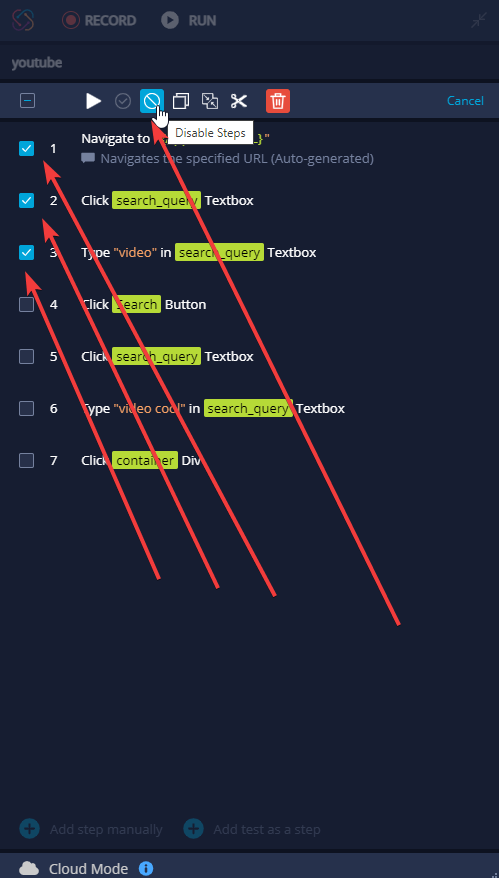 RECORD RUN
youtube
Cancel
Disable Steps
1 Navigate to }"
Navigates the specified URL (Auto-generated)
2 Click search_query Textbox
3 Type "video" in search_query Textbox
4 Click Search Button
5 Click search_query Textbox
6 Type "video cool" in search_query Textbox
7 Click container Div
Add step manually Add test as a step
Cloud Mode i